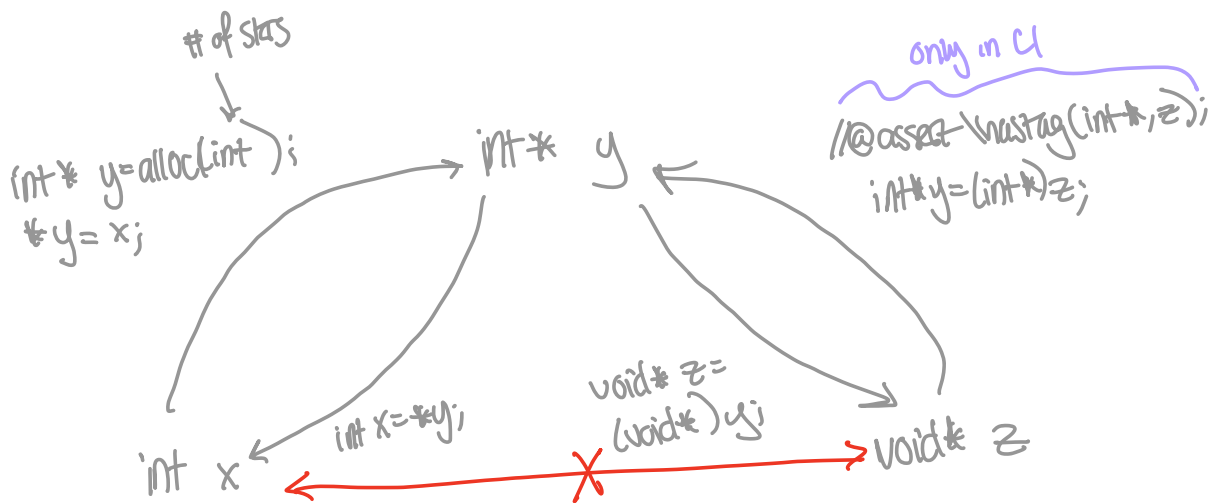 # of stars
only in C1
int* y=alloc(int );
*y= x;
int* y
//@assert \hastag(int*,z);
int*y=(int*)z;
int x=*y;
void* z=
(void*)y;
int x
void* z